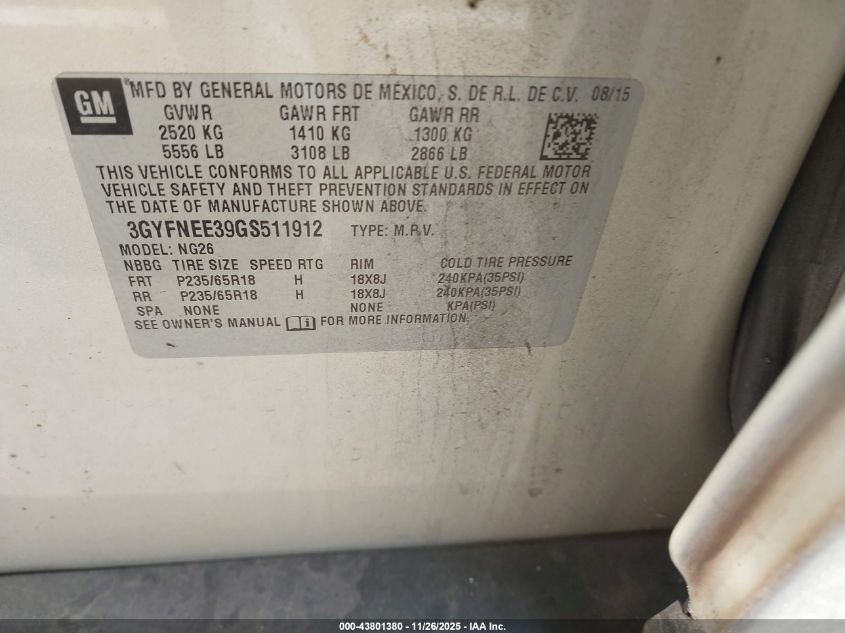 GM
®MFD BY GENERAL MOTORS DE MÉXICO, S. DE R.L. DE C.V. 08/15
GVWR GAWR FRT GAWR RR
2520 KG 1410 KG 1300 KG
5556 LB 3108 LB 2866 LB
THIS VEHICLE CONFORMS TO ALL APPLICABLE U.S. FEDERAL MOTOR
VEHICLE SAFETY AND THEFT PREVENTION STANDARDS IN EFFECT ON
THE DATE OF MANUFACTURE SHOWN ABOVE.
3GYFNEE39GS511912 TYPE: M.P.V.
MODEL: NG26
NBBG TIRE SIZE SPEED RTG RIM COLD TIRE PRESSURE
FRT P235/65R18 H 18X8J 240KPA(35PSI)
RR P235/65R18 H 18X8J 240KPA(35PSI)
SPA NONE NONE KPA(PSI)
SEE OWNER'S MANUAL i FOR MORE INFORMATION.
000-43801380 - 11/26/2025 - IAA Inc.